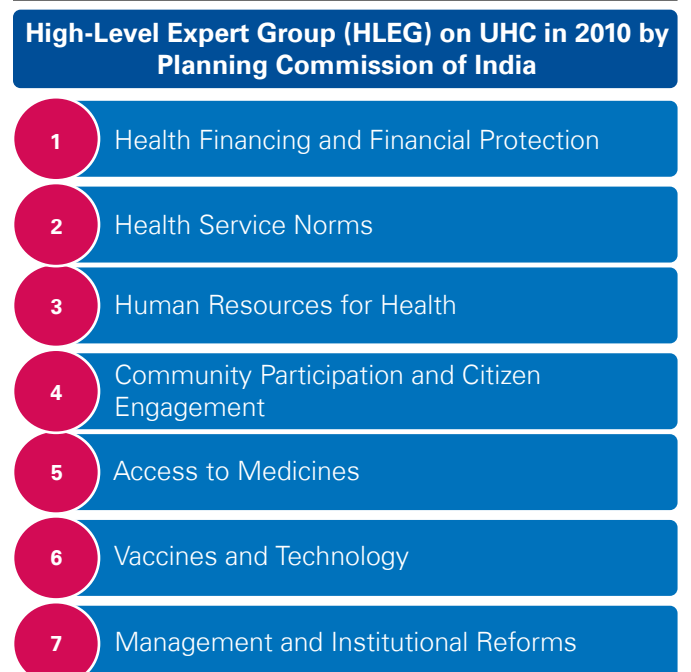 High-Level Expert Group (HLEG) on UHC in 2010 by
Planning Commission of India
1 Health Financing and Financial Protection
2 Health Service Norms
3 Human Resources for Health
4 Community Participation and Citizen
Engagement
5 Access to Medicines
6 Vaccines and Technology
7 Management and Institutional Reforms